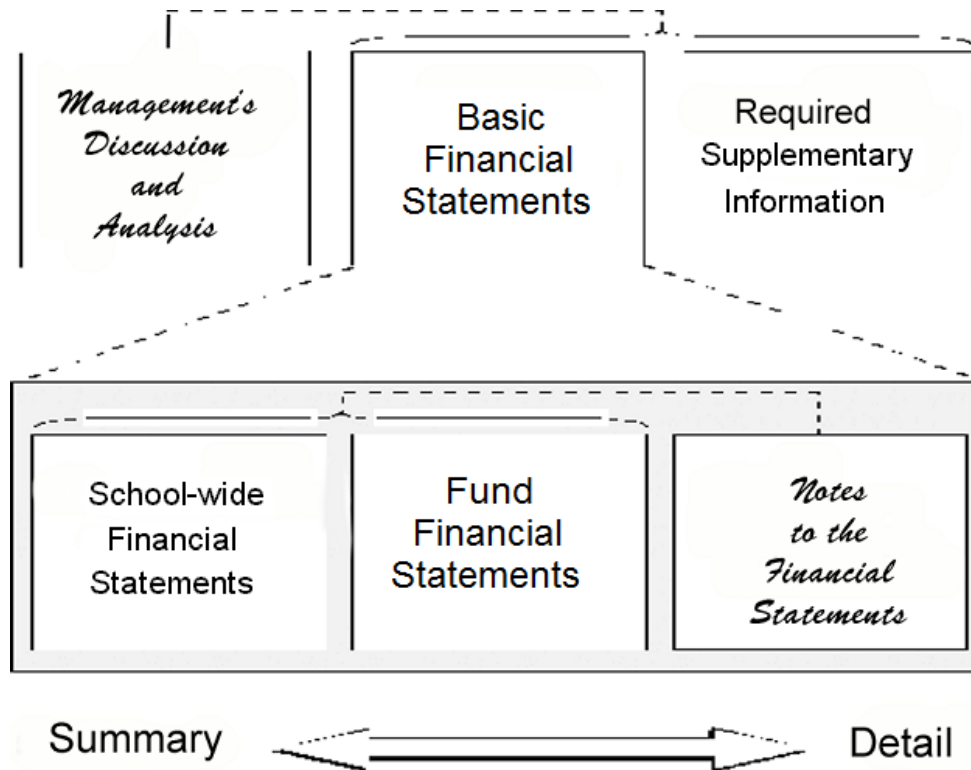 Management's
Discussion
and
Analysis
Basic
Financial
Statements
Required
Supplementary
Information
School-wide
Financial
Statements
Fund
Financial
Statements
Notes
to the
Financial
Statements
Summary
Detail